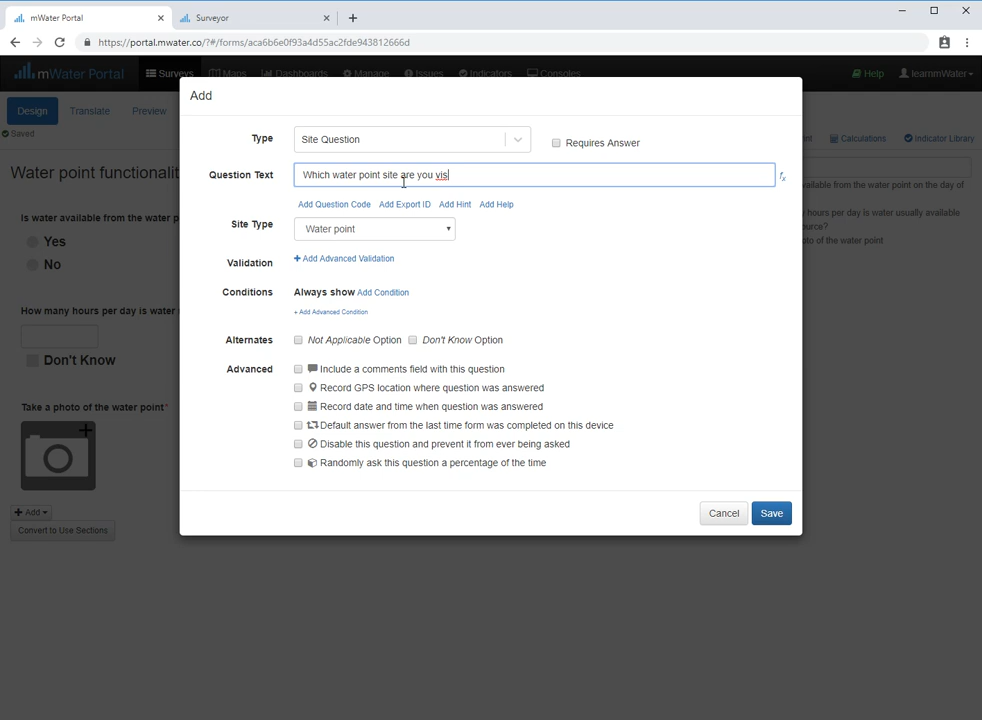 mWater Portal
Surveyor
https://portal.mwater.co/?#/forms/aca6b6e0f93a4d55ac2fde943812666d
mWater Portal Surveys Maps Dashboards Manage Issues Indicators Consoles Help learnmWater
Design Translate Preview
Saved
Calculations Indicator Library
Add
Type Site Question Requires Answer
Water point functionalit
Question Text Which water point site are you vis
vailable from the water point on the day of
Add Question Code Add Export ID Add Hint Add Help
hours per day is water usually available
Is water available from the water p
Site Type Water point
Yes
oto of the water point
No
Validation Add Advanced Validation
Conditions Always show Add Condition
How many hours per day is water
+ Add Advanced Condition
Alternates Not Applicable Option Don't Know Option
Don't Know
Advanced Include a comments field with this question
Record GPS location where question was answered
Take a photo of the water point*
Record date and time when question was answered
Default answer from the last time form was completed on this device
Disable this question and prevent it from ever being asked
Randomly ask this question a percentage of the time
Add
Cancel Save
Convert to Use Sections